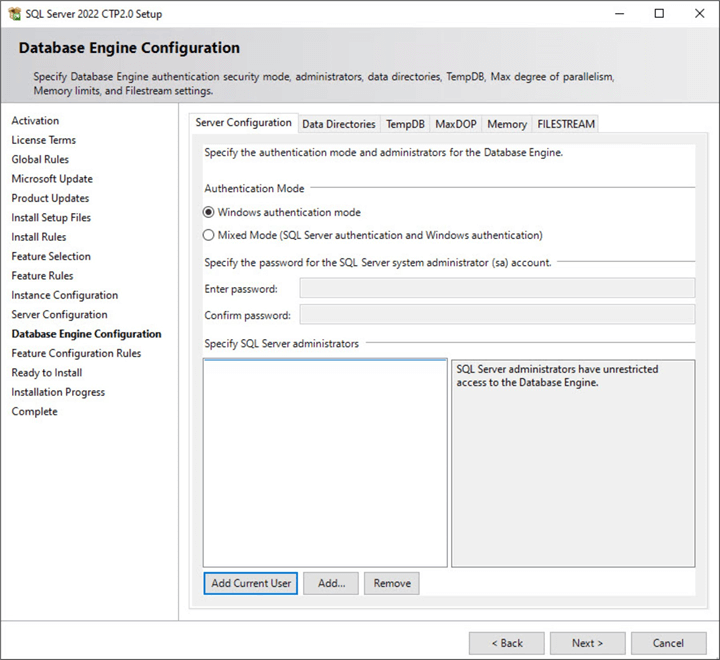 SQL Server 2022 CTP2.0 Setup
Database Engine Configuration
Specify Database Engine authentication security mode, administrators, data directories, TempDB, Max degree of parallelism,
Memory limits, and Filestream settings.
Activation
License Terms
Global Rules
Microsoft Update
Product Updates
Install Setup Files
Install Rules
Feature Selection
Feature Rules
Instance Configuration
Server Configuration
Database Engine Configuration
Feature Configuration Rules
Ready to Install
Installation Progress
Complete
Server Configuration Data Directories TempDB MaxDOP Memory FILESTREAM
Specify the authentication mode and administrators for the Database Engine.
Authentication Mode
Windows authentication mode
Mixed Mode (SQL Server authentication and Windows authentication)
Specify the password for the SQL Server system administrator (sa) account.
Enter password:
Confirm password:
Specify SQL Server administrators
SQL Server administrators have unrestricted
access to the Database Engine.
Add Current User Add... Remove
< Back Next > Cancel